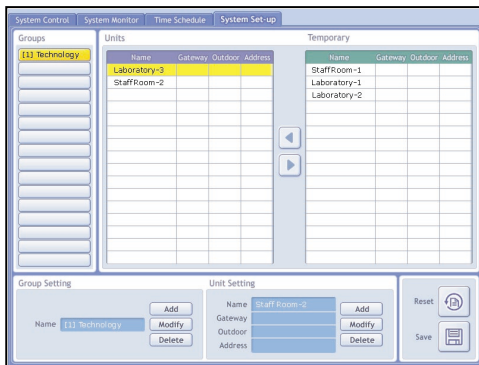 System Control System Monitor Time Schedule System Set-up
Groups
[1] Technology
Units
Name Gateway Outdoor Address
Laboratory-3
StaffRoom-2
Temporary
Name Gateway Outdoor Address
StaffRoom-1
Laboratory-1
Laboratory-2
Group Setting
Name [1] Technology
Add
Modify
Delete
Unit Setting
Name Staff Room-2
Gateway
Outdoor
Address
Add
Modify
Delete
Reset
Save